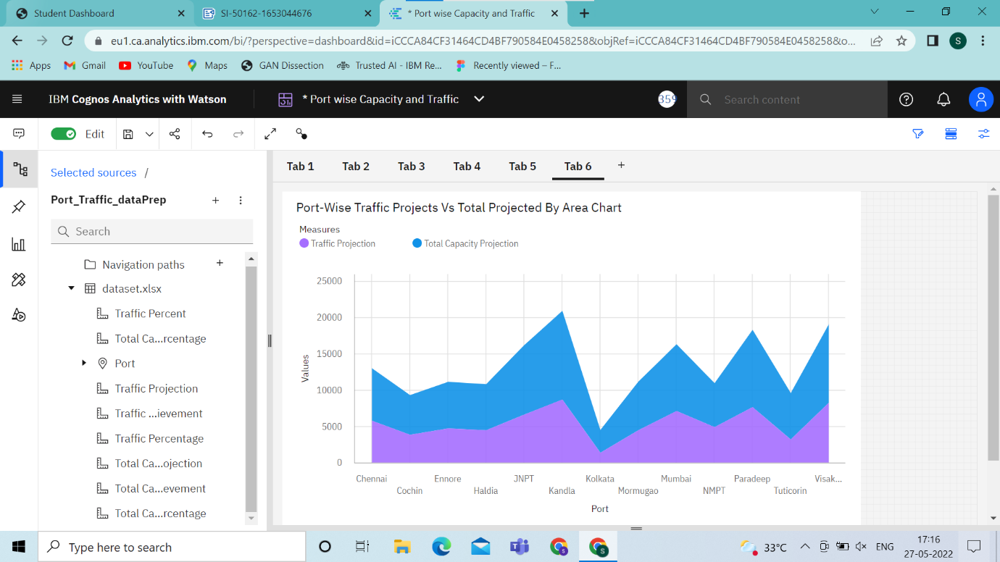 Student Dashboard
SI-50162-1653044676
* Port wise Capacity and Traffic
eu1.ca.analytics.ibm.com/bi/?perspective=dashboard&id=iCCCA84CF31464CD4BF790584E0458258&objRef=iCCCA84CF31464CD4BF790584E0458258&o...
S
Apps
Gmail
YouTube
Maps
GAN Dissection
Trusted AI - IBM Re...
Recently viewed – F...
IBM Cognos Analytics with Watson
* Port wise Capacity and Traffic
359
Search content
Edit
Selected sources /
Port_Traffic_dataPrep
Search
Navigation paths
dataset.xlsx
Traffic Percent
Total Ca...rcentage
Port
Traffic Projection
Traffic ...ievement
Traffic Percentage
Total Ca...ojection
Total Ca...evement
Total Ca...rcentage
Tab 1
Tab 2
Tab 3
Tab 4
Tab 5
Tab 6
Port-Wise Traffic Projects Vs Total Projected By Area Chart
Measures
Traffic Projection
Total Capacity Projection
25000
20000
15000
10000
5000
0
Values
Chennai
Cochin
Ennore
Haldia
JNPT
Kandla
Kolkata
Mormugao
Mumbai
NMPT
Paradeep
Tuticorin
Visak...
Port
Type here to search
33°C
ENG
17:16
27-05-2022